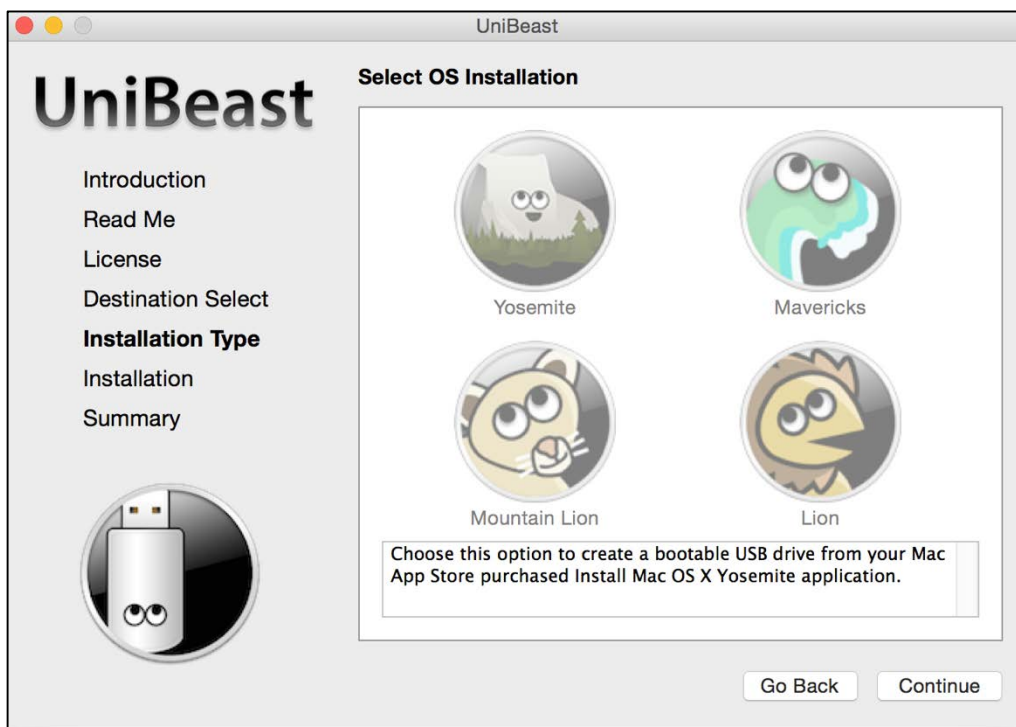 UniBeast
UniBeast
Introduction
Read Me
License
Destination Select
Installation Type
Installation
Summary
Select OS Installation
Yosemite
Mavericks
Mountain Lion
Lion
Choose this option to create a bootable USB drive from your Mac
App Store purchased Install Mac OS X Yosemite application.
Go Back
Continue